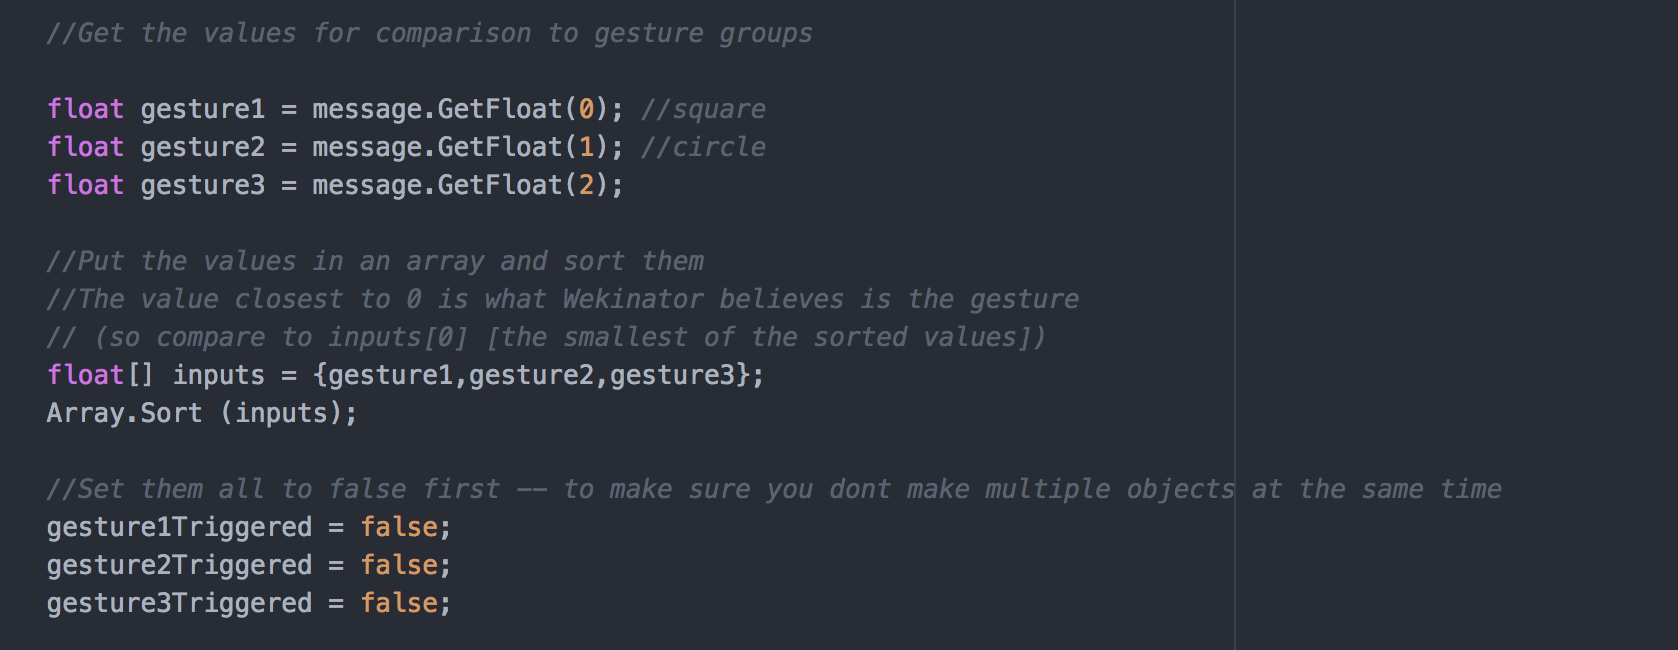 //Get the values for comparison to gesture groups
float gesture1 = message.GetFloat(0); //square
float gesture2 = message.GetFloat(1); //circle
float gesture3 = message.GetFloat(2);
//Put the values in an array and sort them
//The value closest to 0 is what Wekinator believes is the gesture
// (so compare to inputs[0] [the smallest of the sorted values])
float[] inputs = {gesture1,gesture2,gesture3};
Array.Sort (inputs);
//Set them all to false first -- to make sure you dont make multiple objects at the same time
gesture1Triggered = false;
gesture2Triggered = false;
gesture3Triggered = false;